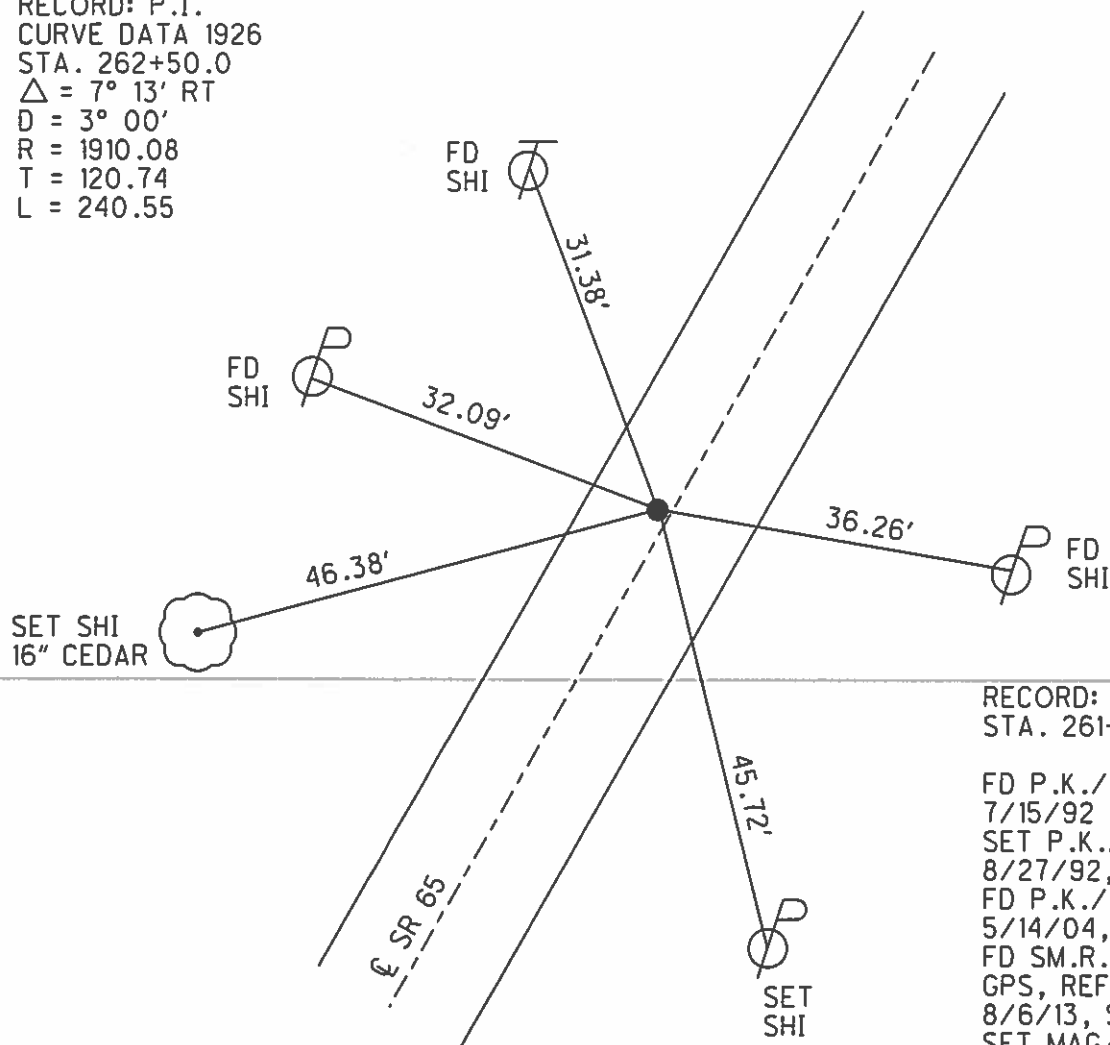 RECORD: P.I.
CURVE DATA 1926
STA. 262+50.0
△ = 7° 13' RT
D = 3° 00'
R = 1910.08
T = 120.74
L = 240.55
FD
SHI
31.38'
FD
SHI
32.09'
36.26'
FD
SHI
46.38'
SET SHI
16" CEDAR
45.72'
℄ SR 65
SET
SHI
RECORD:
STA. 261
FD P.K./
7/15/92
SET P.K.
8/27/92,
FD P.K./
5/14/04,
FD SM.R.
GPS, REF
8/6/13,
SET MAG